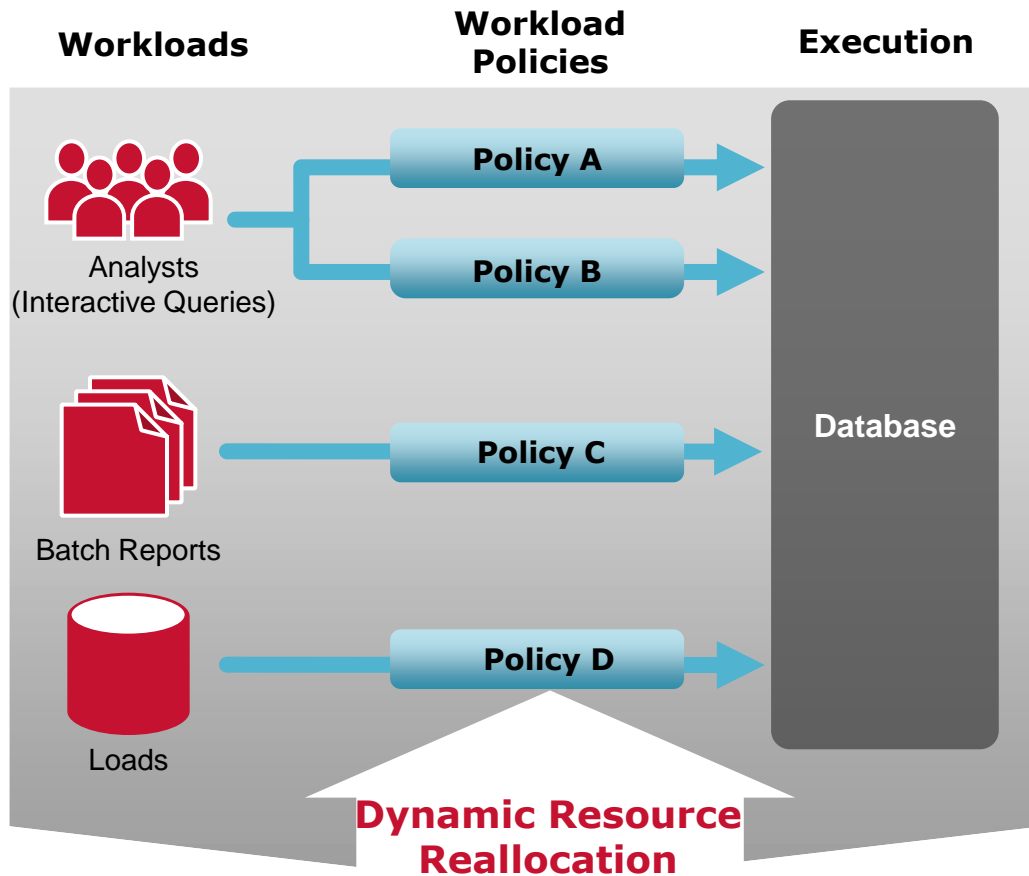 Workloads
Workload
Policies
Execution
Policy A
Analysts
(Interactive Queries)
Policy B
Batch Reports
Policy C
Database
Loads
Policy D
Dynamic Resource
Reallocation